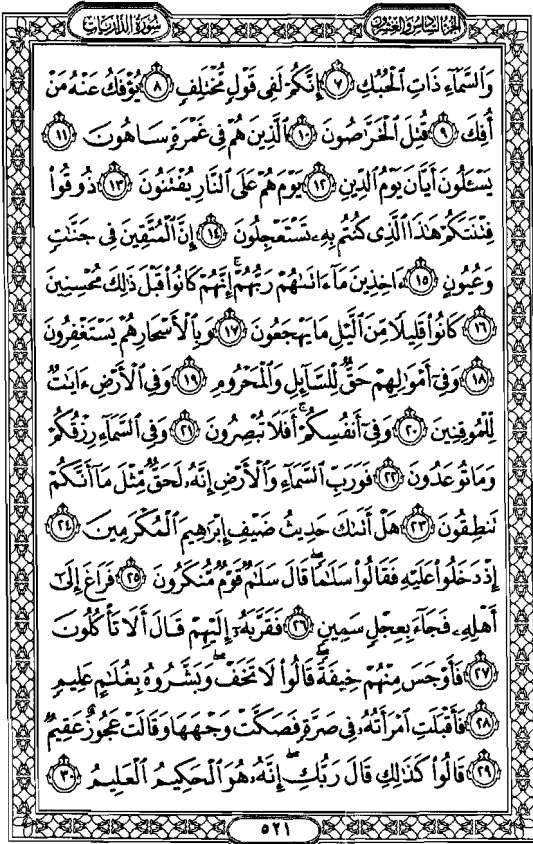 الجزء السادس والعشرون
سورة الذاريات
وَالسَّمَآءِ ذَاتِ الْحُبُكِ ٧ إِنَّكُمْ لَفِى قَوْلٍ مُّخْتَلِفٍ ٨ يُؤْفَكُ عَنْهُ مَنْ
أُفِكَ ٩ قُتِلَ الْخَرَّٰصُونَ ١٠ الَّذِينَ هُمْ فِى غَمْرَةٍ سَاهُونَ ١١
يَسْـَٔلُونَ أَيَّانَ يَوْمُ الدِّينِ ١٢ يَوْمَ هُمْ عَلَى النَّارِ يُفْتَنُونَ ١٣ ذُوقُوا۟
فِتْنَتَكُمْ هَٰذَا الَّذِى كُنتُم بِهِۦ تَسْتَعْجِلُونَ ١٤ إِنَّ الْمُتَّقِينَ فِى جَنَّٰتٍ
وَعُيُونٍ ١٥ ءَاخِذِينَ مَآ ءَاتَىٰهُمْ رَبُّهُمْ ۚ إِنَّهُمْ كَانُوا۟ قَبْلَ ذَٰلِكَ مُحْسِنِينَ
١٦ كَانُوا۟ قَلِيلًا مِّنَ الَّيْلِ مَا يَهْجَعُونَ ١٧ وَبِالْأَسْحَارِ هُمْ يَسْتَغْفِرُونَ
١٨ وَفِىٓ أَمْوَٰلِهِمْ حَقٌّ لِّلسَّآئِلِ وَالْمَحْرُومِ ١٩ وَفِى الْأَرْضِ ءَايَٰتٌ
لِّلْمُوقِنِينَ ٢٠ وَفِىٓ أَنفُسِكُمْ ۚ أَفَلَا تُبْصِرُونَ ٢١ وَفِى السَّمَآءِ رِزْقُكُمْ
وَمَا تُوعَدُونَ ٢٢ فَوَرَبِّ السَّمَآءِ وَالْأَرْضِ إِنَّهُۥ لَحَقٌّ مِّثْلَ مَآ أَنَّكُمْ
تَنطِقُونَ ٢٣ هَلْ أَتَىٰكَ حَدِيثُ ضَيْفِ إِبْرَٰهِيمَ الْمُكْرَمِينَ ٢٤
إِذْ دَخَلُوا۟ عَلَيْهِ فَقَالُوا۟ سَلَٰمًا ۖ قَالَ سَلَٰمٌ قَوْمٌ مُّنكَرُونَ ٢٥ فَرَاغَ إِلَىٰٓ
أَهْلِهِۦ فَجَآءَ بِعِجْلٍ سَمِينٍ ٢٦ فَقَرَّبَهُۥٓ إِلَيْهِمْ قَالَ أَلَا تَأْكُلُونَ
٢٧ فَأَوْجَسَ مِنْهُمْ خِيفَةً ۖ قَالُوا۟ لَا تَخَفْ ۖ وَبَشَّرُوهُ بِغُلَٰمٍ عَلِيمٍ
٢٨ فَأَقْبَلَتِ امْرَأَتُهُۥ فِى صَرَّةٍ فَصَكَّتْ وَجْهَهَا وَقَالَتْ عَجُوزٌ عَقِيمٌ
٢٩ قَالُوا۟ كَذَٰلِكِ قَالَ رَبُّكِ ۖ إِنَّهُۥ هُوَ الْحَكِيمُ الْعَلِيمُ ٣٠
٥٢١